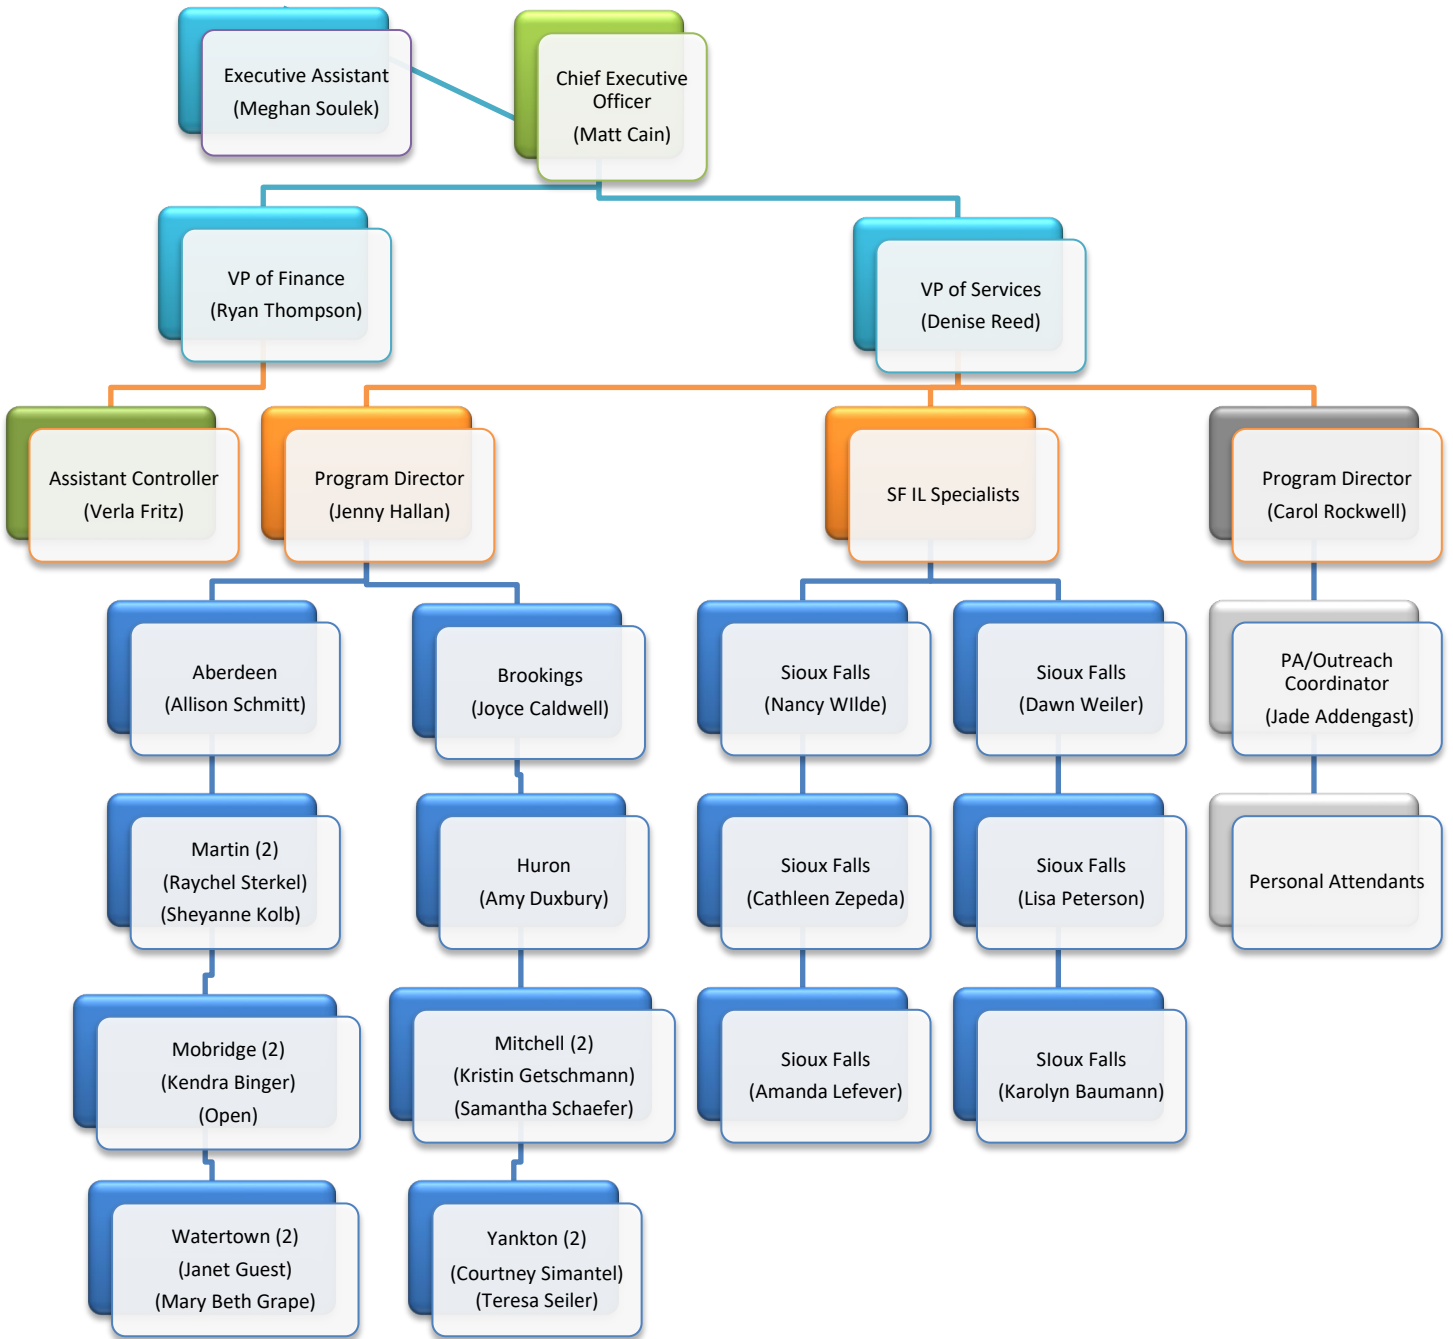 Executive Assistant
(Meghan Soulek)
Chief Executive
Officer
(Matt Cain)
VP of Finance
(Ryan Thompson)
VP of Services
(Denise Reed)
Assistant Controller
(Verla Fritz)
Program Director
(Jenny Hallan)
SF IL Specialists
Program Director
(Carol Rockwell)
Aberdeen
(Allison Schmitt)
Brookings
(Joyce Caldwell)
Sioux Falls
(Nancy WIlde)
Sioux Falls
(Dawn Weiler)
PA/Outreach
Coordinator
(Jade Addengast)
Martin (2)
(Raychel Sterkel)
(Sheyanne Kolb)
Huron
(Amy Duxbury)
Sioux Falls
(Cathleen Zepeda)
Sioux Falls
(Lisa Peterson)
Personal Attendants
Mobridge (2)
(Kendra Binger)
(Open)
Mitchell (2)
(Kristin Getschmann)
(Samantha Schaefer)
Sioux Falls
(Amanda Lefever)
SIoux Falls
(Karolyn Baumann)
Watertown (2)
(Janet Guest)
(Mary Beth Grape)
Yankton (2)
(Courtney Simantel)
(Teresa Seiler)